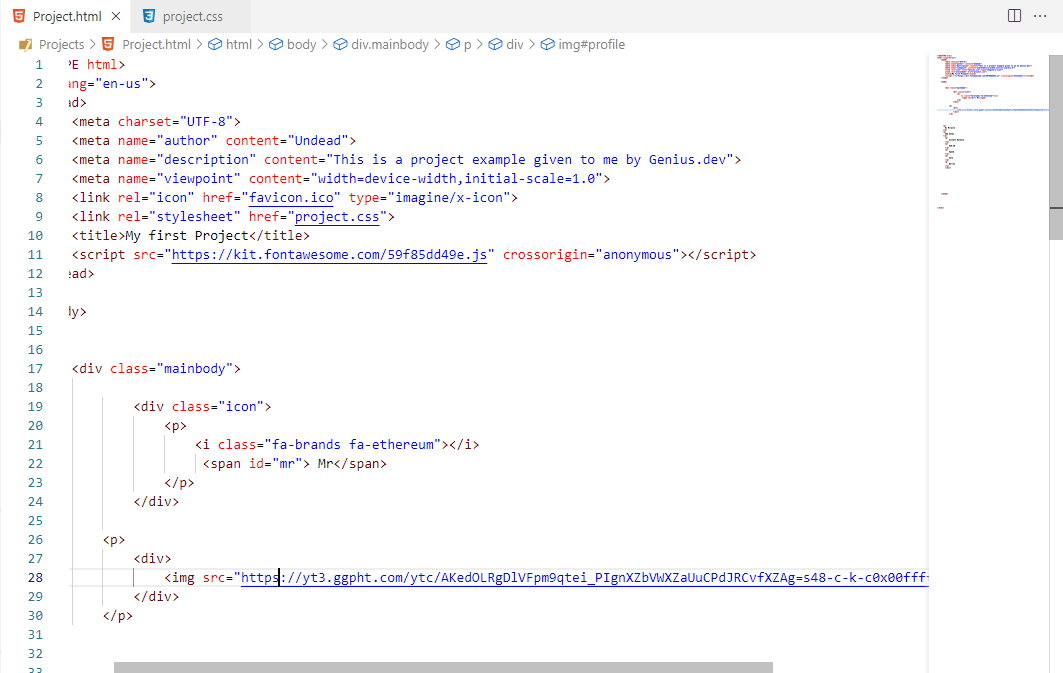 Project.html project.css
Projects > Project.html > html > body > div.mainbody > p > div > img#profile
1 PE html>
2 ang="en-us">
3 ad>
4 <meta charset="UTF-8">
5 <meta name="author" content="Undead">
6 <meta name="description" content="This is a project example given to me by Genius.dev">
7 <meta name="viewpoint" content="width=device-width,initial-scale=1.0">
8 <link rel="icon" href="favicon.ico" type="imagine/x-icon">
9 <link rel="stylesheet" href="project.css">
10 <title>My first Project</title>
11 <script src="https://kit.fontawesome.com/59f85dd49e.js" crossorigin="anonymous"></script>
12 ead>
13
14 dy>
15
16
17 <div class="mainbody">
18
19 <div class="icon">
20 <p>
21 <i class="fa-brands fa-ethereum"></i>
22 <span id="mr"> Mr</span>
23 </p>
24 </div>
25
26 <p>
27 <div>
28 <img src="https://yt3.ggpht.com/ytc/AKedOLRgDlVFpm9qtei_PIgnXZbVWXZaUuCPdJRCvfXZAg=s48-c-k-c0x00fff
29 </div>
30 </p>
31
32
33